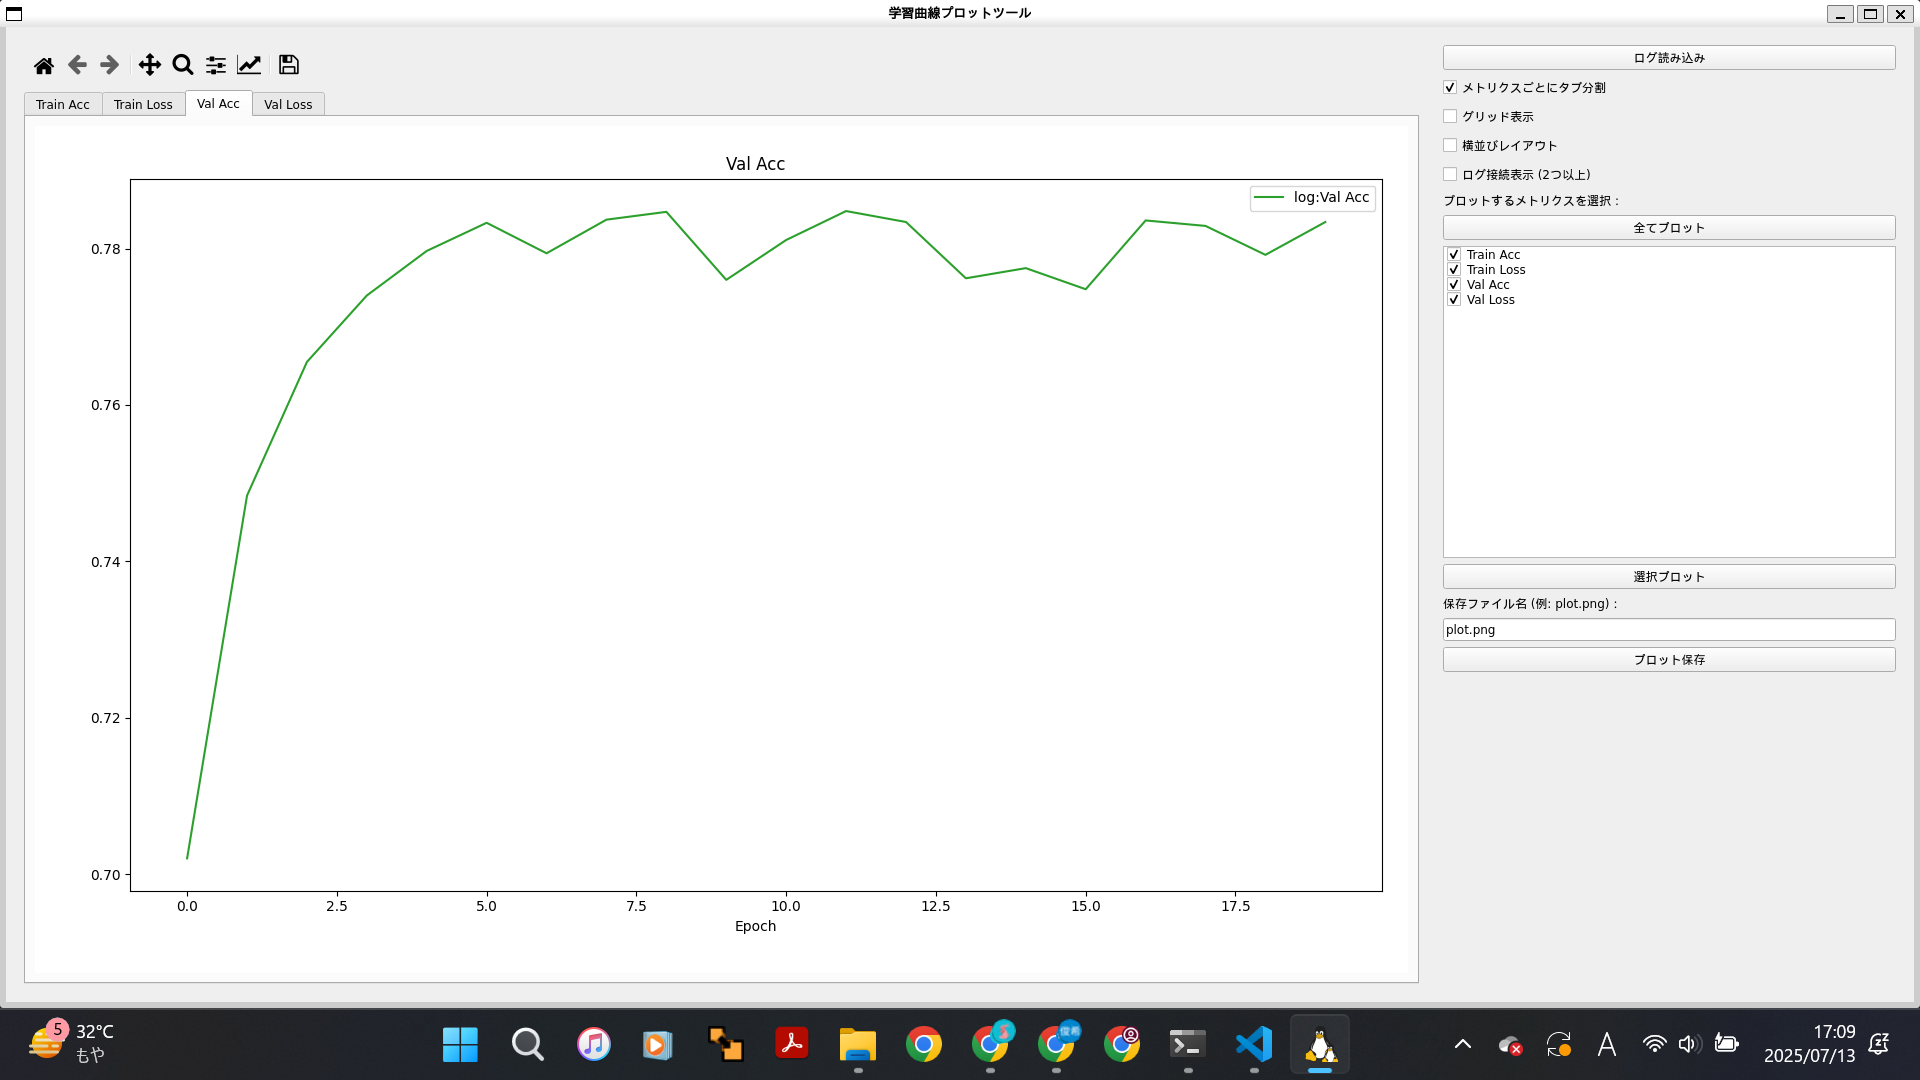 学習曲線プロットツール
Train Acc
Train Loss
Val Acc
Val Loss
Val Acc
log:Val Acc
0.78
0.76
0.74
0.72
0.70
0.0
2.5
5.0
7.5
10.0
12.5
15.0
17.5
Epoch
ログ読み込み
メトリクスごとにタブ分割
グリッド表示
横並びレイアウト
ログ接続表示 (2つ以上)
プロットするメトリクスを選択：
全てプロット
Train Acc
Train Loss
Val Acc
Val Loss
選択プロット
保存ファイル名 (例: plot.png)：
plot.png
プロット保存
5
32°C
もや
俊希
A
17:09
2025/07/13